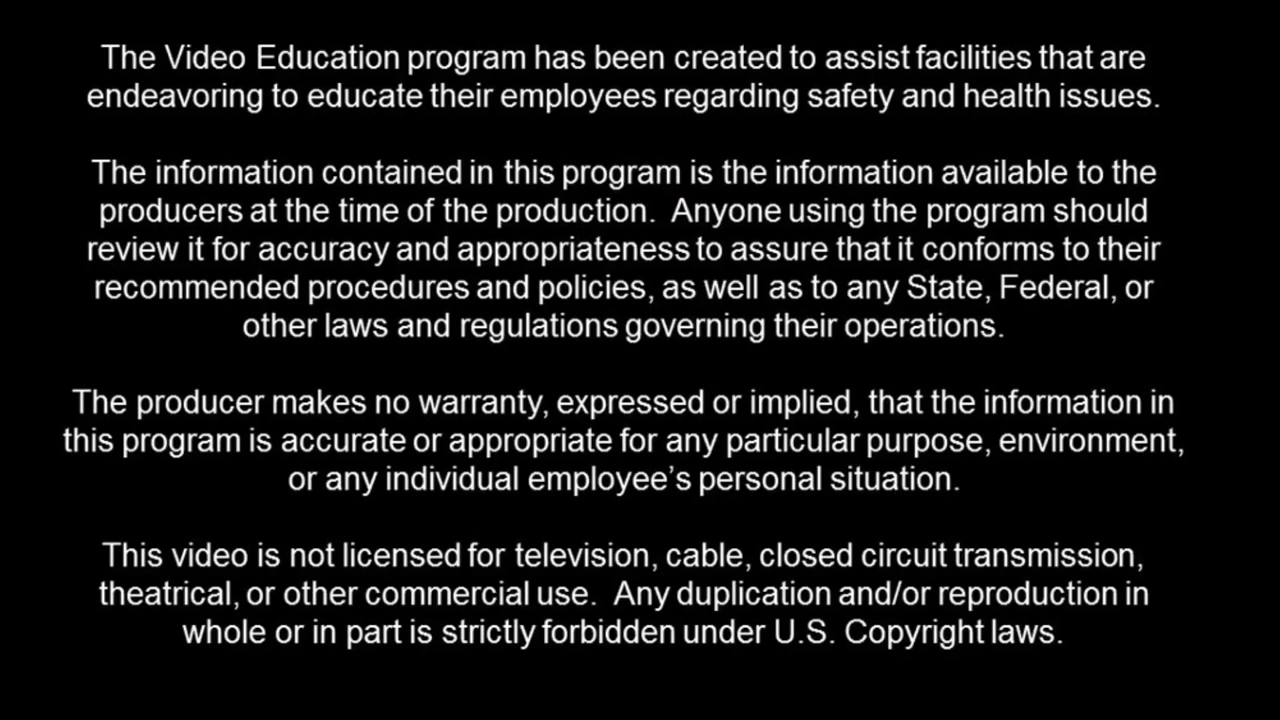 The Video Education program has been created to assist facilities that are
endeavoring to educate their employees regarding safety and health issues.
The information contained in this program is the information available to the
producers at the time of the production.  Anyone using the program should
review it for accuracy and appropriateness to assure that it conforms to their
recommended procedures and policies, as well as to any State, Federal, or
other laws and regulations governing their operations.
The producer makes no warranty, expressed or implied, that the information in
this program is accurate or appropriate for any particular purpose, environment,
or any individual employee’s personal situation.
This video is not licensed for television, cable, closed circuit transmission,
theatrical, or other commercial use.  Any duplication and/or reproduction in
whole or in part is strictly forbidden under U.S. Copyright laws.